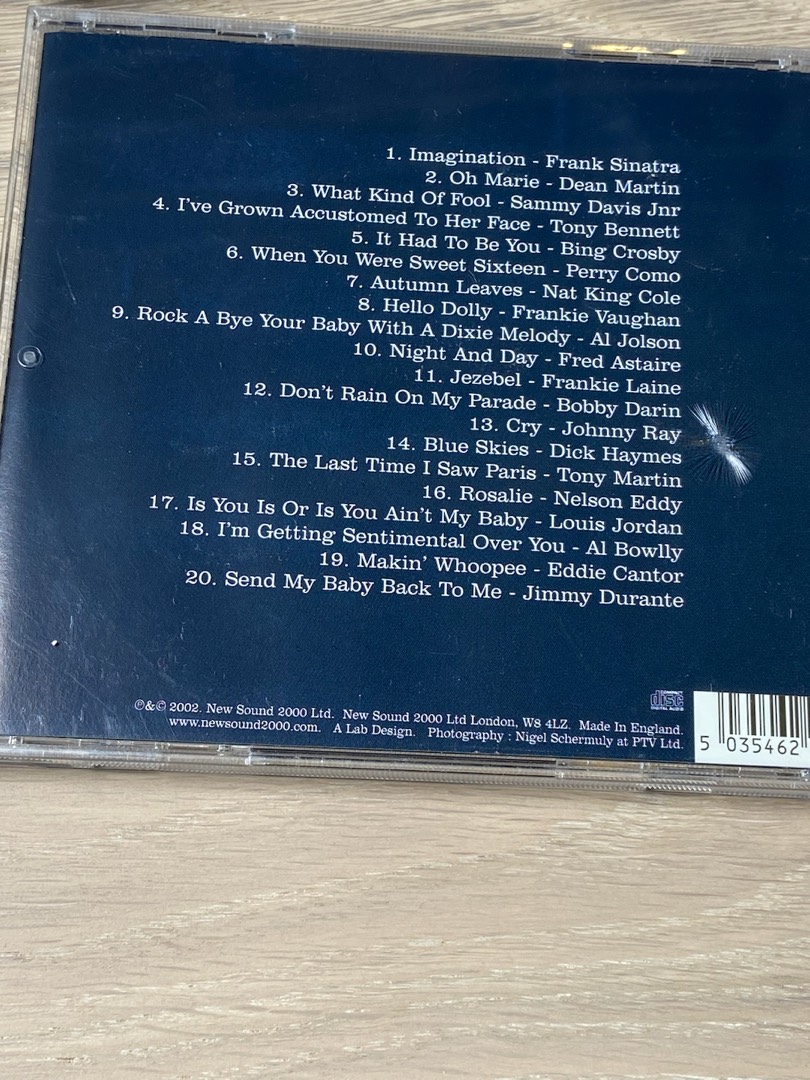 1. Imagination - Frank Sinatra
2. Oh Marie - Dean Martin
3. What Kind Of Fool - Sammy Davis Jnr
4. I've Grown Accustomed To Her Face - Tony Bennett
5. It Had To Be You - Bing Crosby
6. When You Were Sweet Sixteen - Perry Como
7. Autumn Leaves - Nat King Cole
8. Hello Dolly - Frankie Vaughan
9. Rock A Bye Your Baby With A Dixie Melody - Al Jolson
10. Night And Day - Fred Astaire
11. Jezebel - Frankie Laine
12. Don't Rain On My Parade - Bobby Darin
13. Cry - Johnny Ray
14. Blue Skies - Dick Haymes
15. The Last Time I Saw Paris - Tony Martin
16. Rosalie - Nelson Eddy
17. Is You Is Or Is You Ain't My Baby - Louis Jordan
18. I'm Getting Sentimental Over You - Al Bowlly
19. Makin' Whoopee - Eddie Cantor
20. Send My Baby Back To Me - Jimmy Durante
COMPACT
disc
DIGITAL AUDIO
℗&© 2002. New Sound 2000 Ltd. New Sound 2000 Ltd London, W8 4LZ. Made In England.
www.newsound2000.com. A Lab Design. Photography : Nigel Schermuly at PTV Ltd.
5 035462